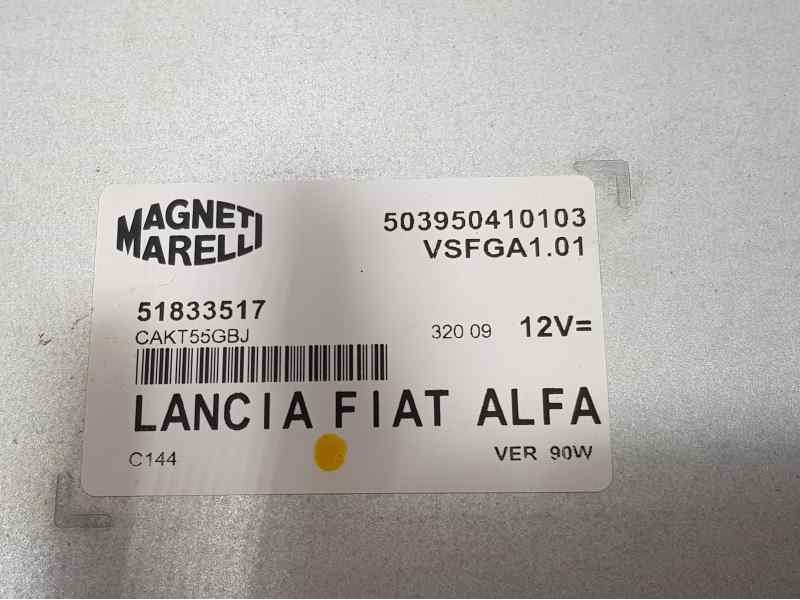 MAGNETI
MARELLI
503950410103
VSFGA1.01
51833517
CAKT55GBJ
320 09 12V=
LANCIA FIAT ALFA
C144
VER 90W